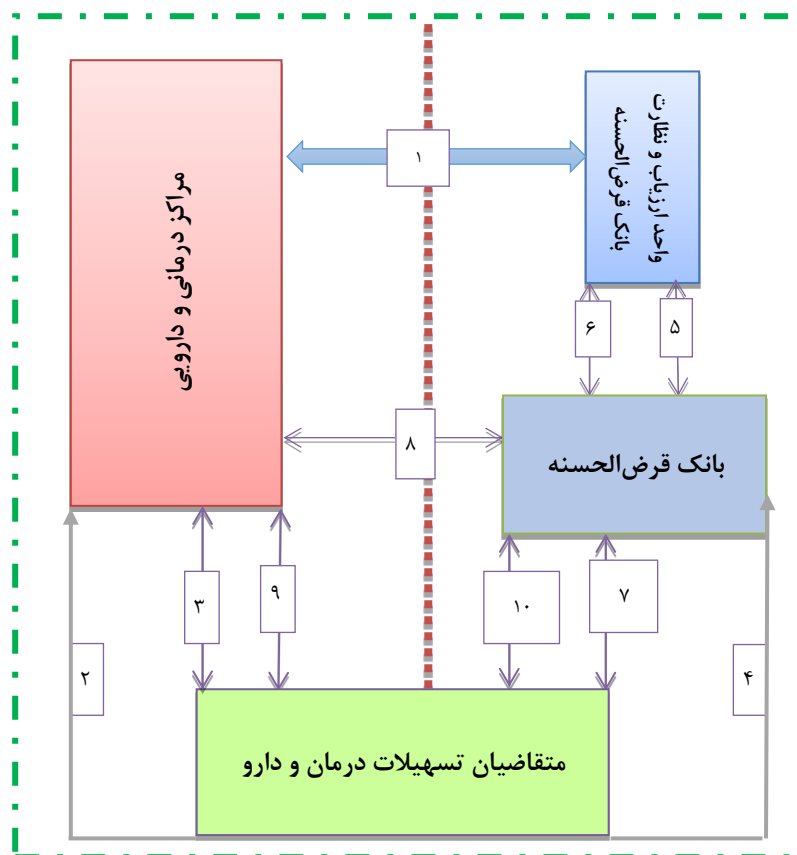 واحد ارزیاب و نظارت
بانک قرض‌الحسنه
۱
مراکز درمانی و دارویی
۶
۵
۸
بانک قرض‌الحسنه
۷
۱۰
۹
۳
۴
۲
متقاضیان تسهیلات درمان و دارو